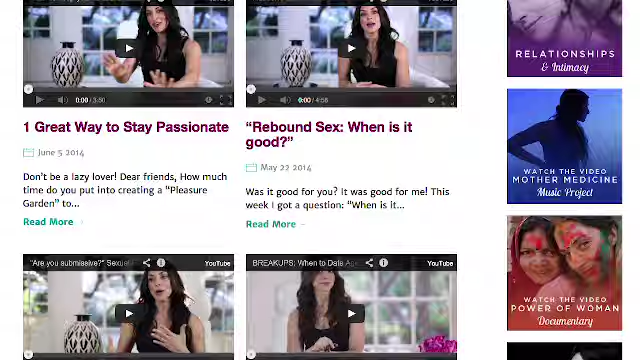 0:00 / 3:50
1 Great Way to Stay Passionate
June 5 2014
Don't be a lazy lover! Dear friends, How much
time do you put into creating a "Pleasure
Garden" to...
Read More
0:00 / 4:56
“Rebound Sex: When is it
good?”
May 22 2014
Was it good for you? It was good for me! This
week I got a question: "When is it...
Read More
"Are you submissive?" Sexual
YouTube
BREAKUPS: When to Date Aga
YouTube
RELATIONSHIPS
& Intimacy
WATCH THE VIDEO
MOTHER MEDICINE
Music Project
WATCH THE VIDEO
POWER OF WOMAN
Documentary